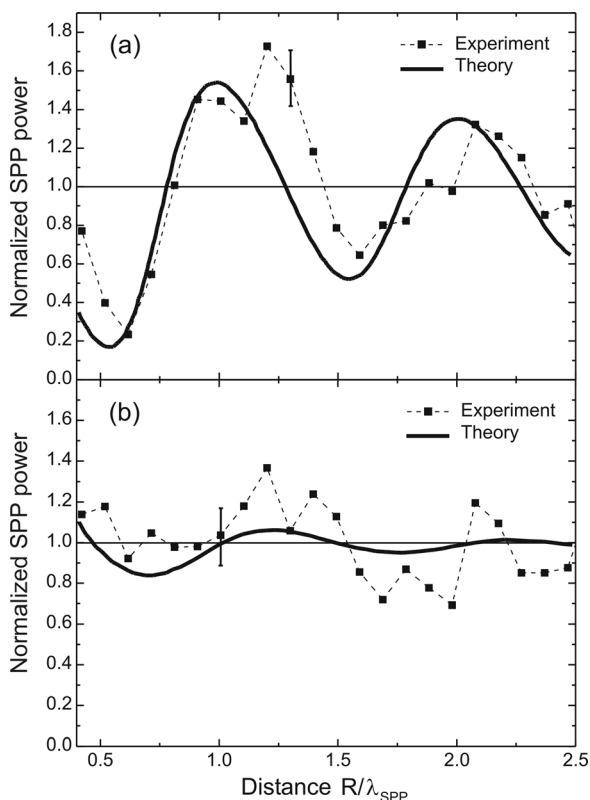 (a)
Experiment
Theory
Normalized SPP power
1.8
1.6
1.4
1.2
1.0
0.8
0.6
0.4
0.2
0.0
(b)
Experiment
Theory
Normalized SPP power
1.6
1.4
1.2
1.0
0.8
0.6
0.4
0.2
0.0
0.5 1.0 1.5 2.0 2.5
Distance R/λSPP